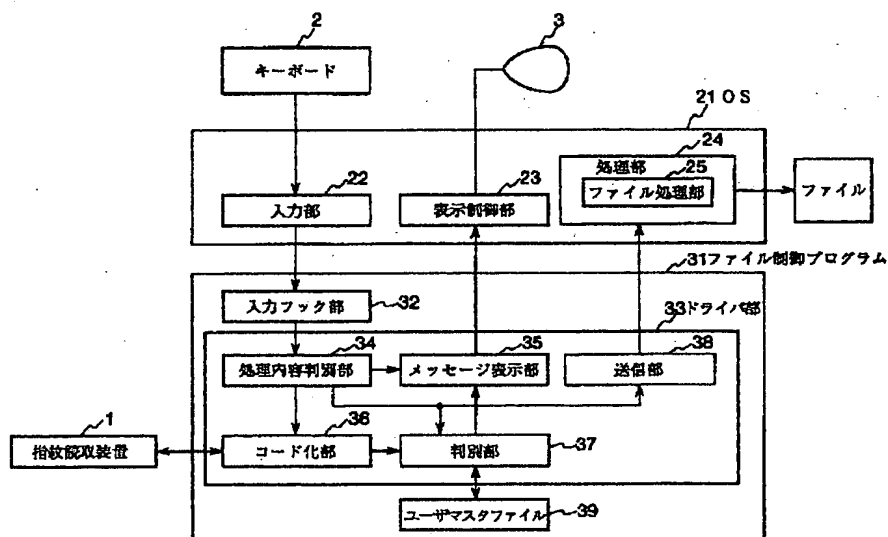 2
キーボード
3
21 OS
24
処理部
25
ファイル処理部
ファイル
22
入力部
23
表示制御部
31ファイル制御プログラム
入力フック部
32
33ドライバ部
34
処理内容判別部
35
メッセージ表示部
38
送信部
1
指紋読取装置
36
コード化部
判別部
37
ユーザマスタファイル
39